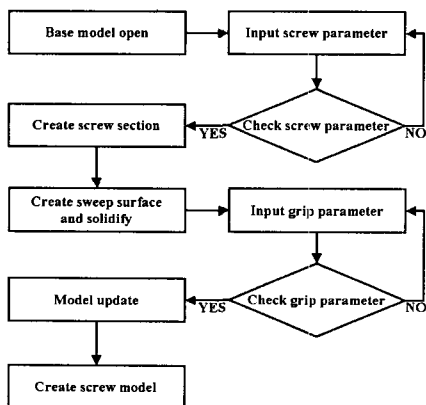 Base model open
Input screw parameter
Create screw section
YES
Check screw parameter
NO
Create sweep surface
and solidify
Input grip parameter
Model update
YES
Check grip parameter
NO
Create screw model